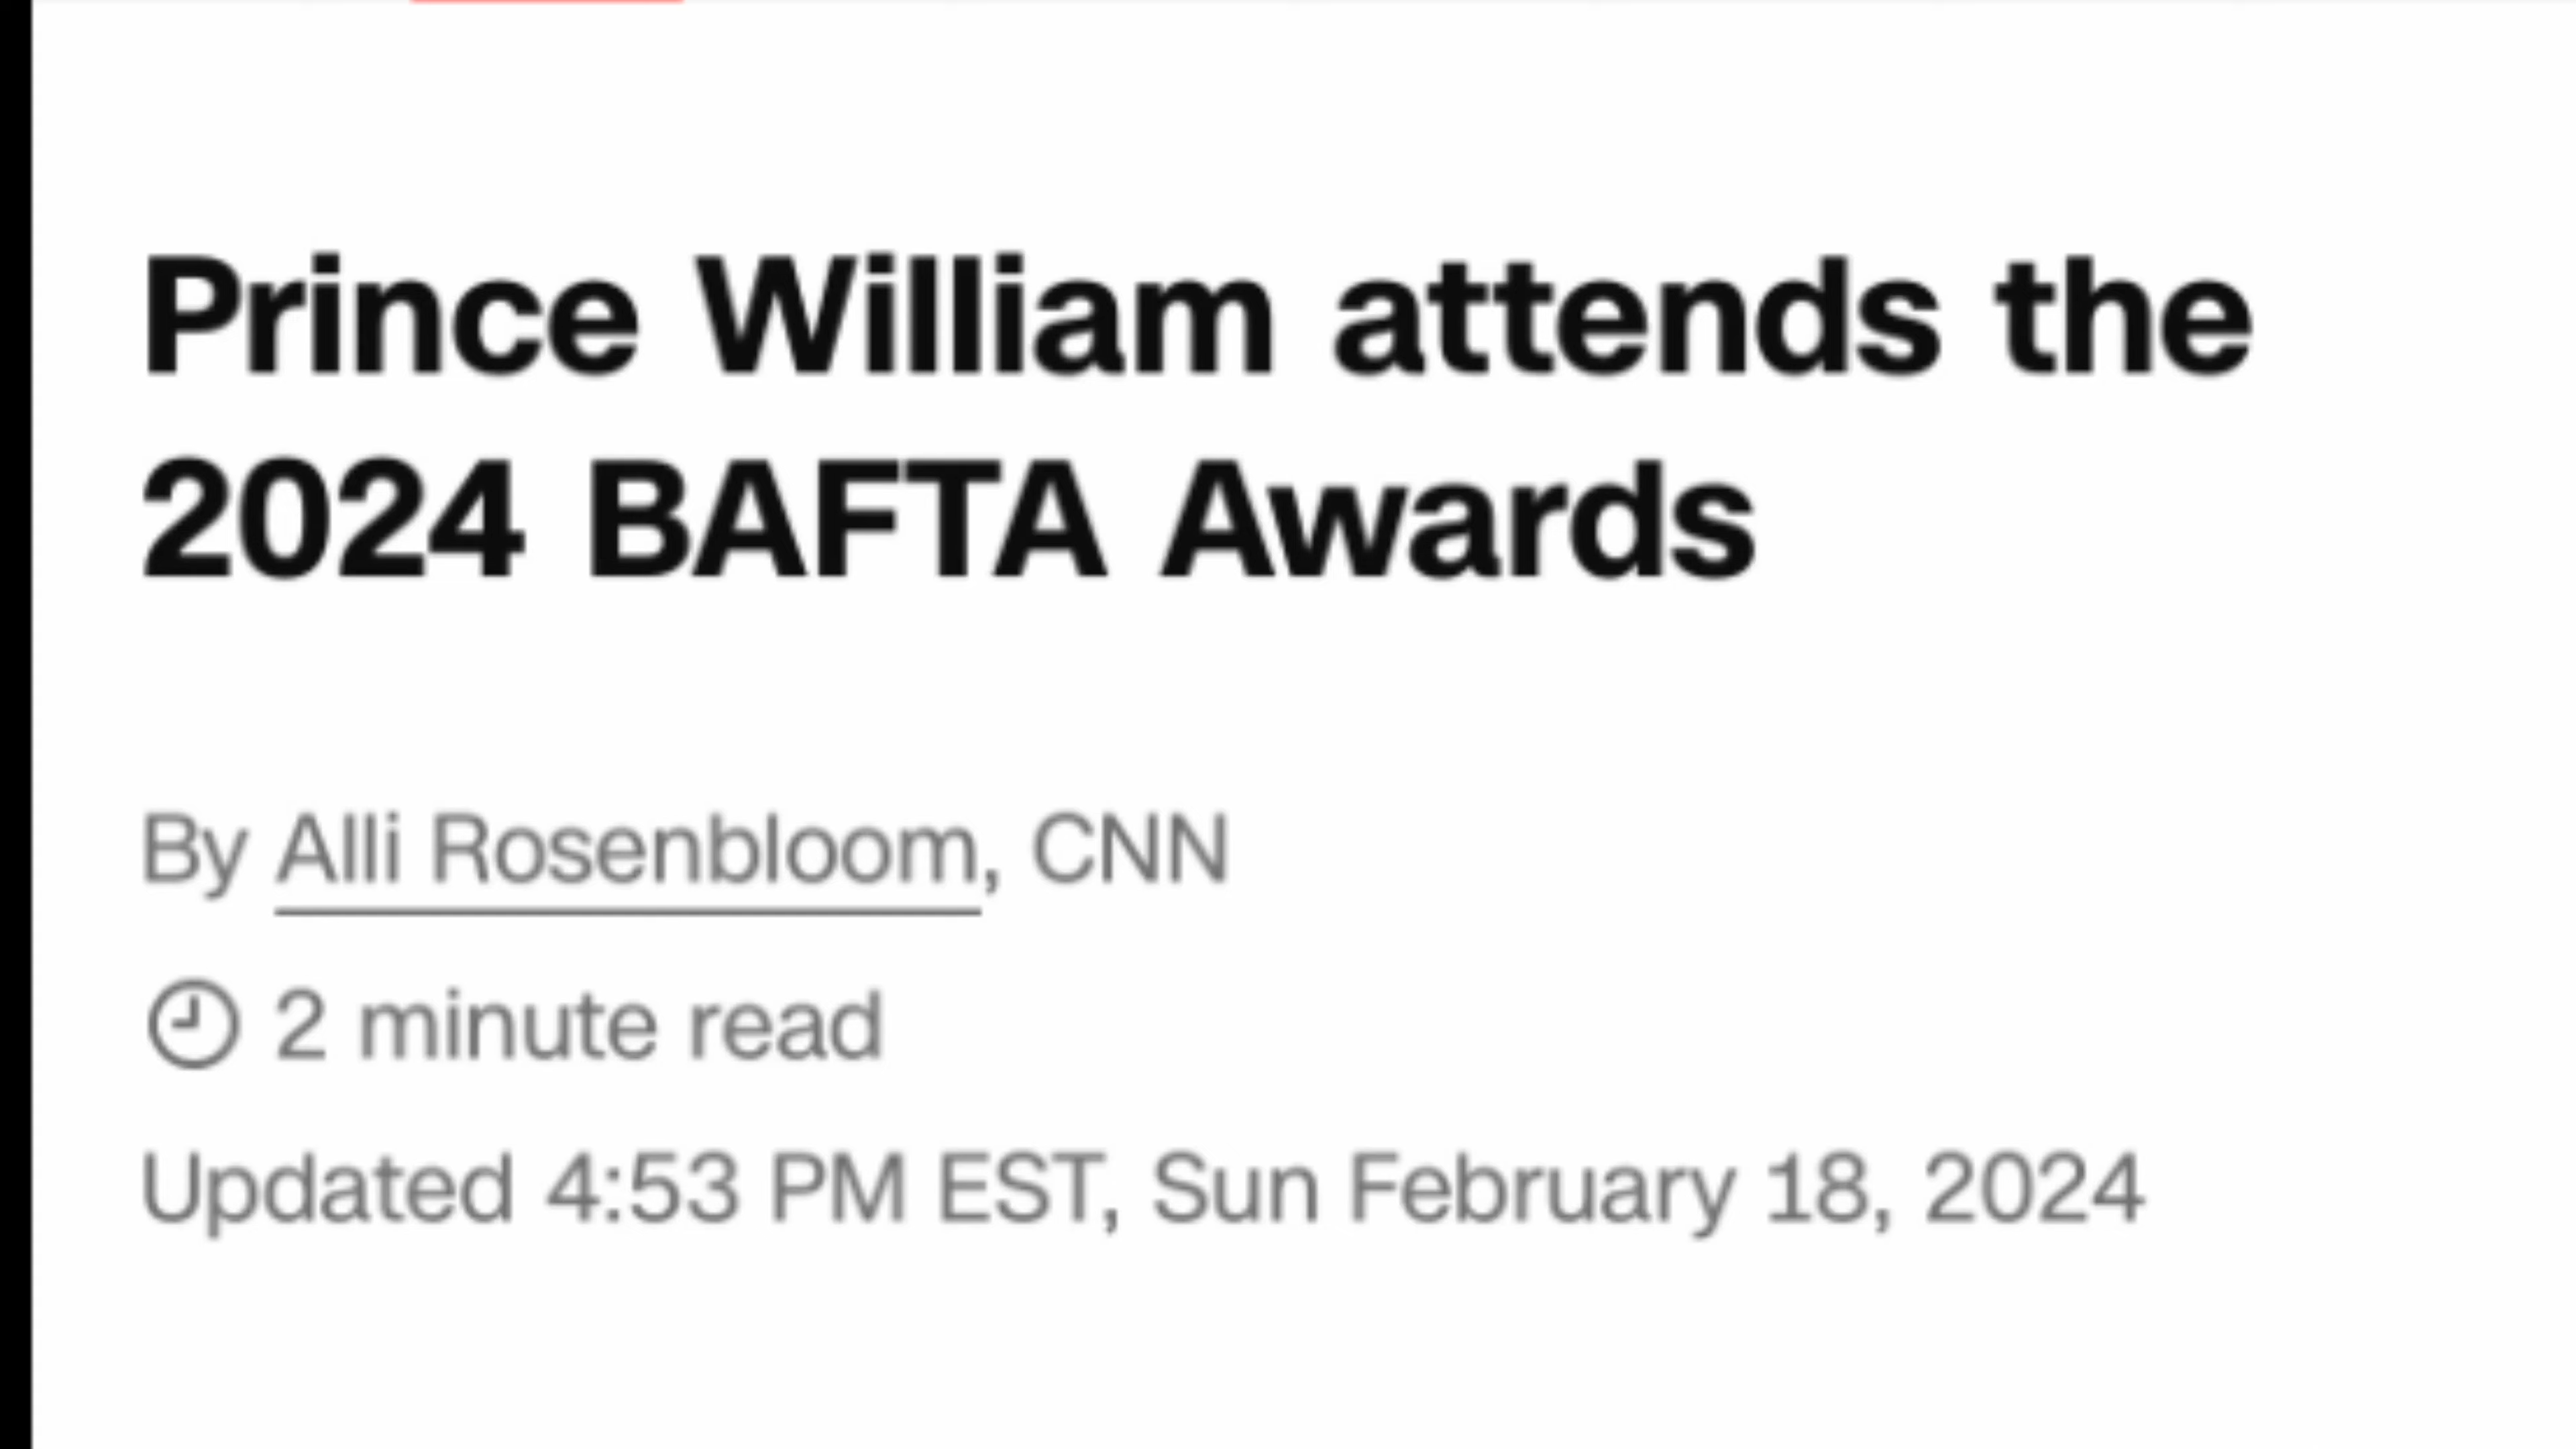 Prince William attends the
2024 BAFTA Awards
By Alli Rosenbloom, CNN
2 minute read
Updated 4:53 PM EST, Sun February 18, 2024